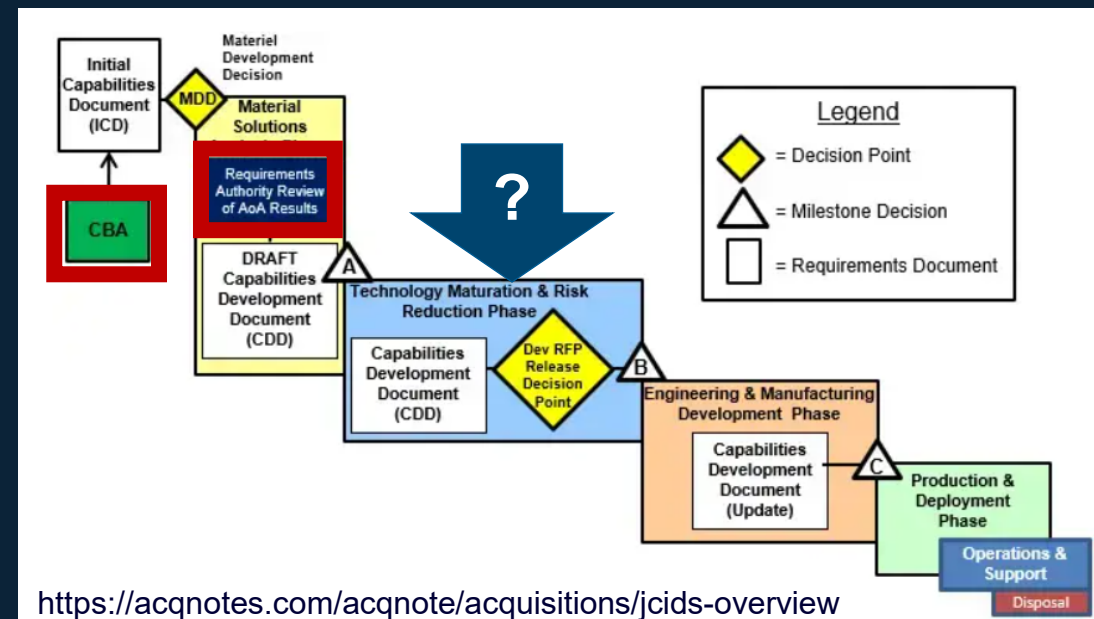 Initial
Capabilities
Document
(ICD)
Materiel
Development
Decision
MDD
Material
Solutions
CBA
Requirements
Authority Review
of AoA Results
DRAFT
Capabilities
Development
Document
(CDD)
A
?
Technology Maturation & Risk
Reduction Phase
Capabilities
Development
Document
(CDD)
Dev RFP
Release
Decision
Point
B
Engineering & Manufacturing
Development Phase
Capabilities
Development
Document
(Update)
C
Production &
Deployment
Phase
Operations &
Support
Disposal
Legend
= Decision Point
= Milestone Decision
= Requirements Document
https://acqnotes.com/acqnote/acquisitions/jcids-overview